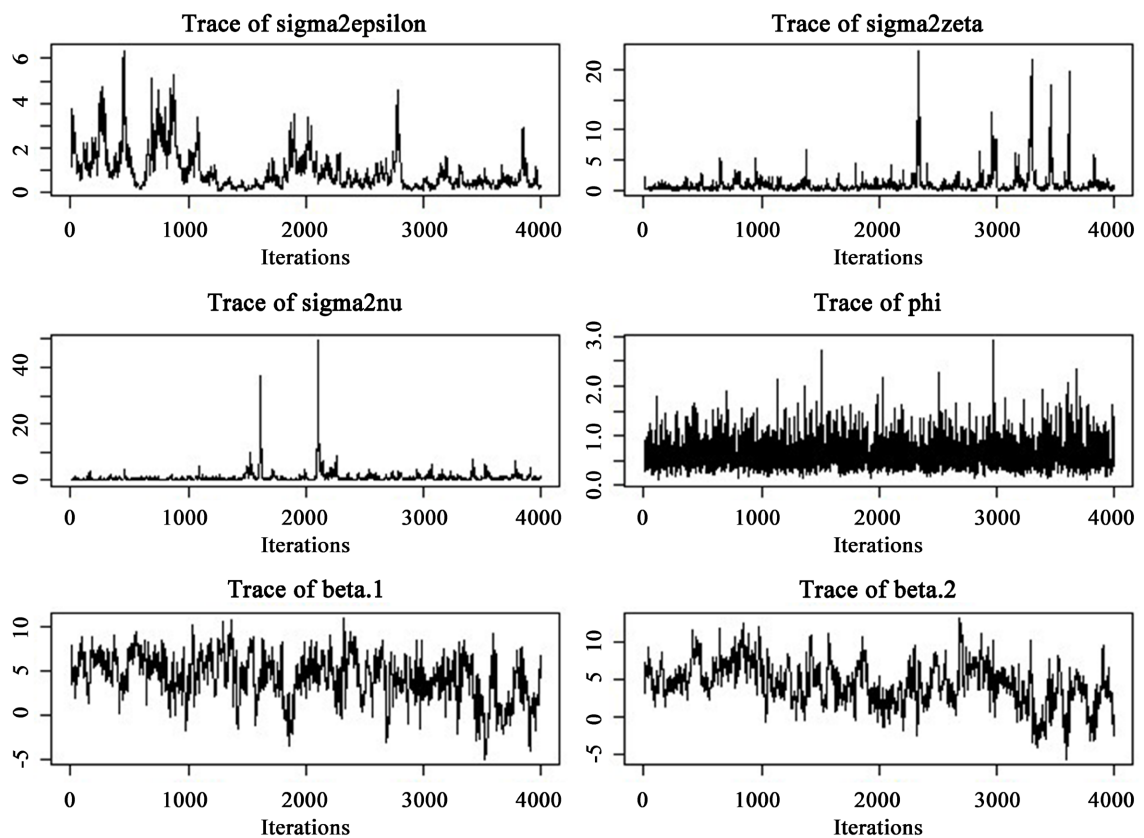 Trace of sigma2epsilon
0 2 4 6
0 1000 2000 3000 4000
Iterations
Trace of sigma2zeta
0 5 10 20
0 1000 2000 3000 4000
Iterations
Trace of sigma2nu
0 20 40
0 1000 2000 3000 4000
Iterations
Trace of phi
0.0 1.0 2.0 3.0
0 1000 2000 3000 4000
Iterations
Trace of beta.1
-5 0 5 10
0 1000 2000 3000 4000
Iterations
Trace of beta.2
-5 0 5 10
0 1000 2000 3000 4000
Iterations